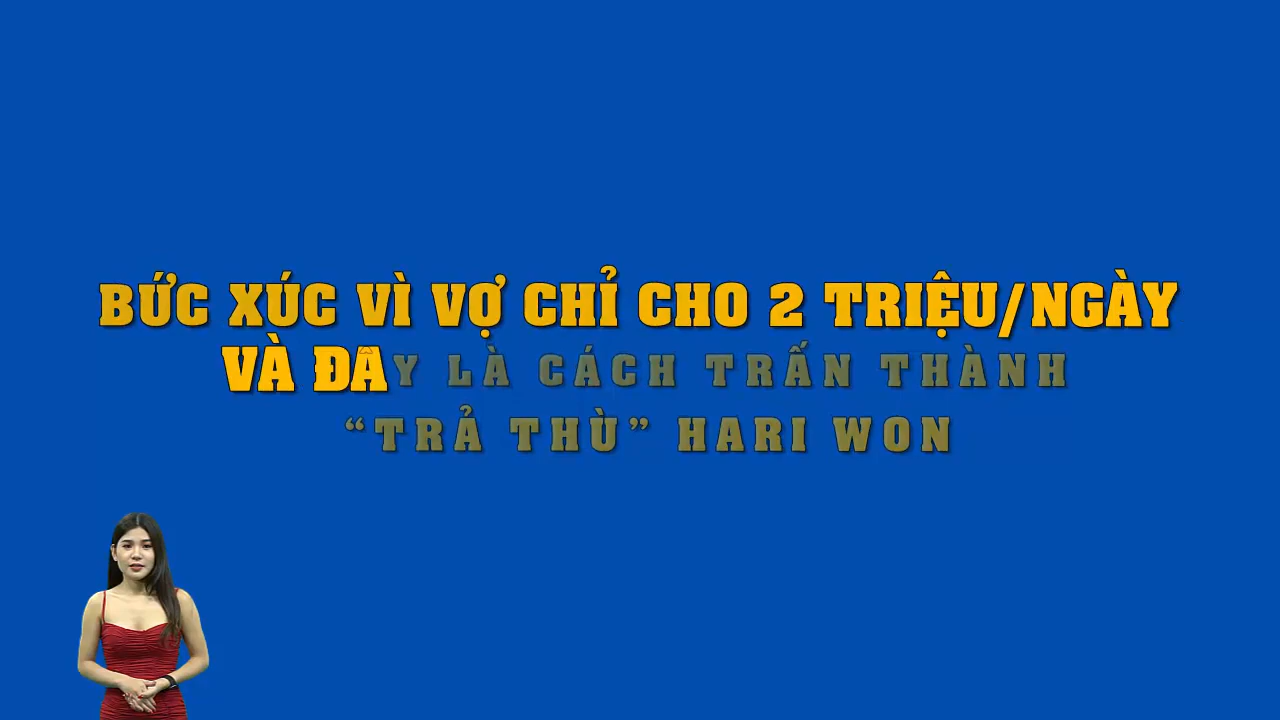 BỨC XÚC VÌ VỢ CHỈ CHO 2 TRIỆU/NGÀY
VÀ ĐÂY LÀ CÁCH TRẤN THÀNH
“TRẢ THÙ” HARI WON